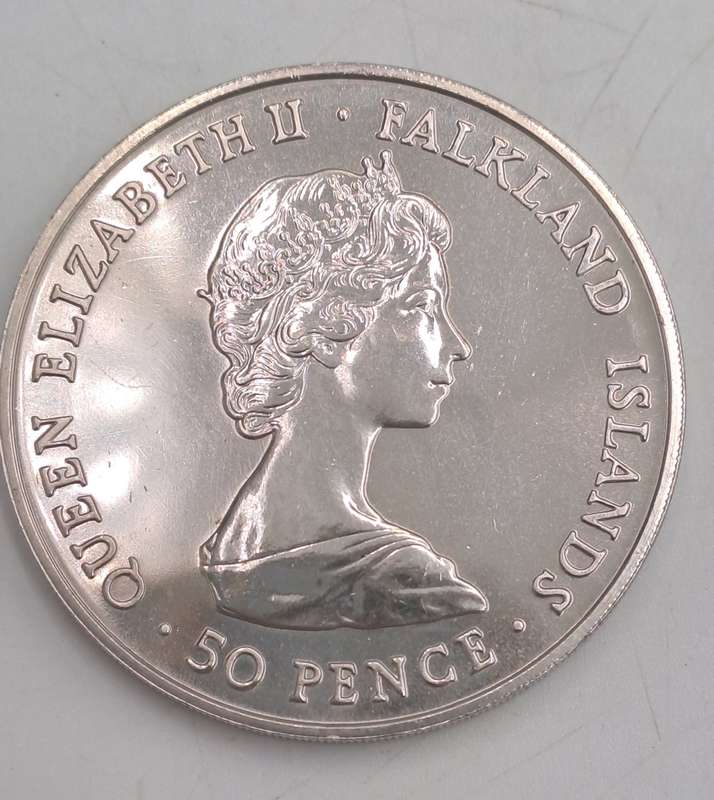 QUEEN ELIZABETH II · FALKLAND ISLANDS
· 50 PENCE ·